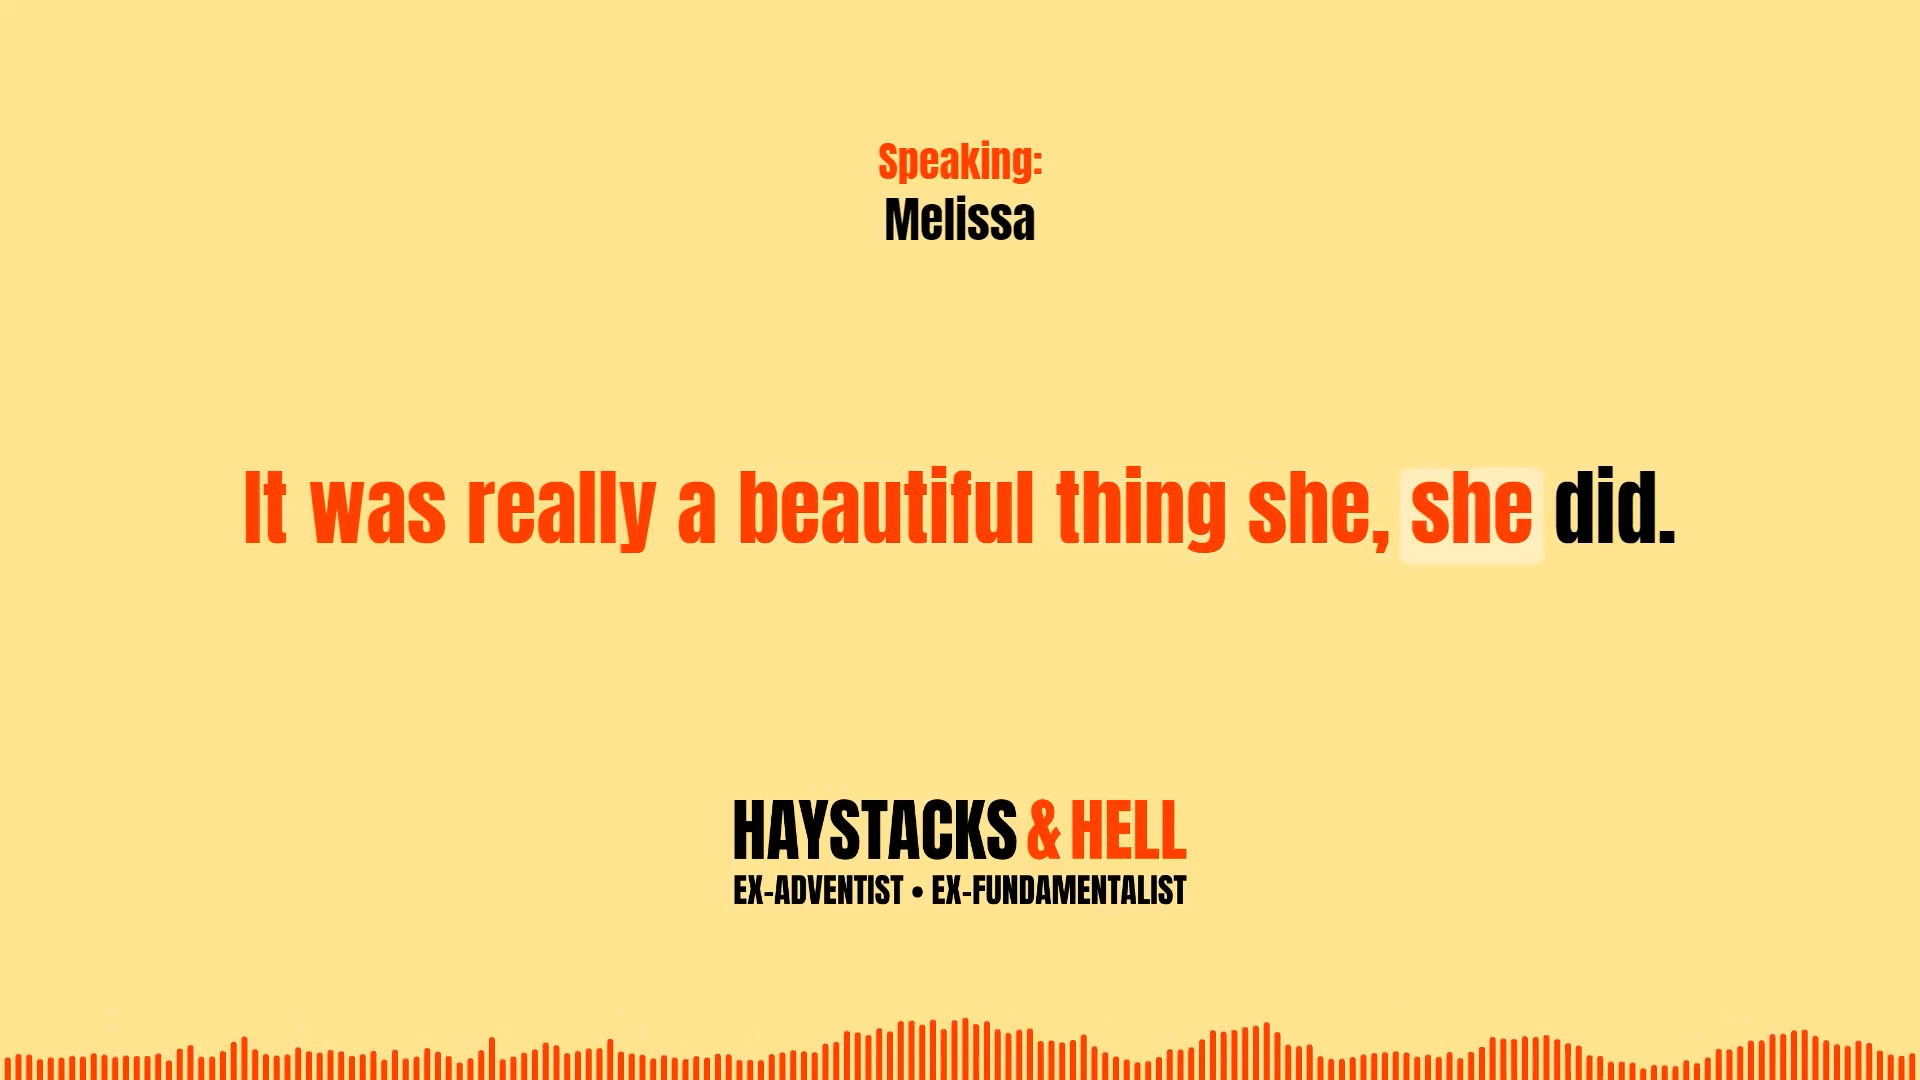 Speaking:
Melissa
It was really a beautiful thing she, she did.
HAYSTACKS & HELL
EX-ADVENTIST • EX-FUNDAMENTALIST